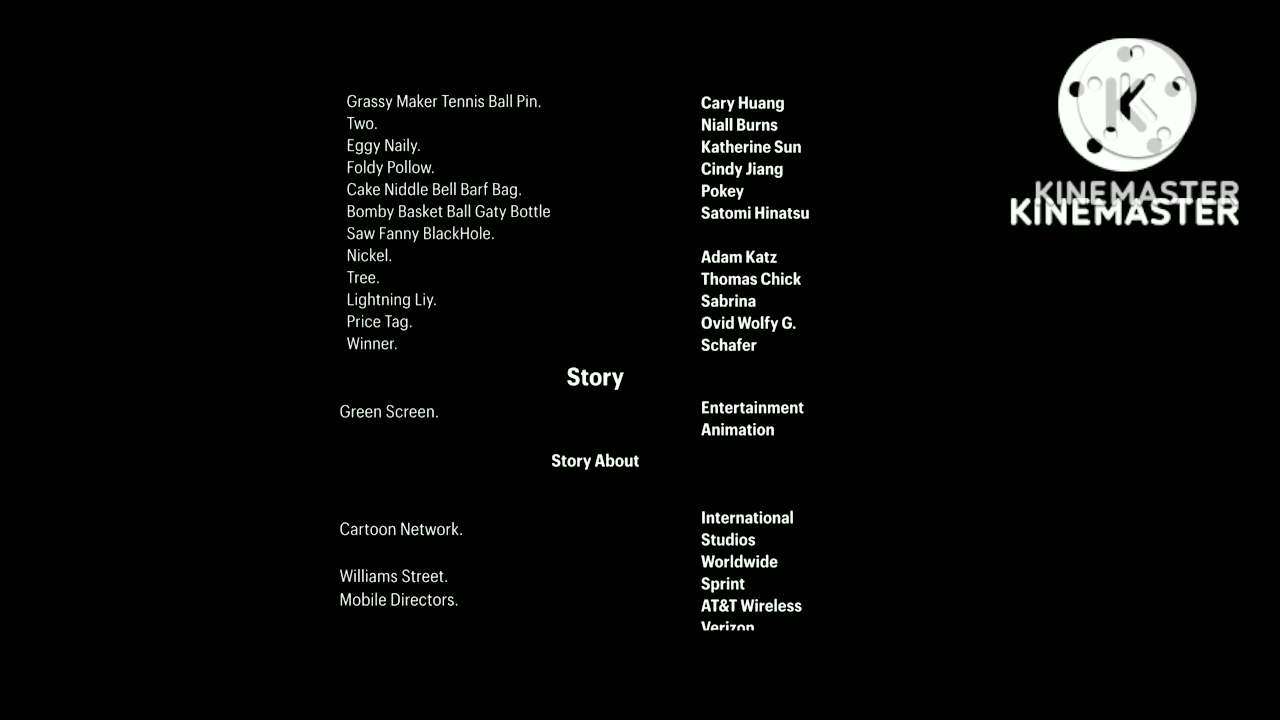 Grassy Maker Tennis Ball Pin. Cary Huang
Two. Niall Burns
Eggy Naily. Katherine Sun
Foldy Pollow. Cindy Jiang
Cake Niddle Bell Barf Bag. Pokey
Bomby Basket Ball Gaty Bottle Satomi Hinatsu
Saw Fanny BlackHole.
Nickel. Adam Katz
Tree. Thomas Chick
Lightning Liy. Sabrina
Price Tag. Ovid Wolfy G.
Winner. Schafer
Story
Green Screen. Entertainment
Animation
Story About
International
Cartoon Network. Studios
Worldwide
Williams Street. Sprint
Mobile Directors. AT&T Wireless
Verizon
K
KINEMASTER
KINEMASTER